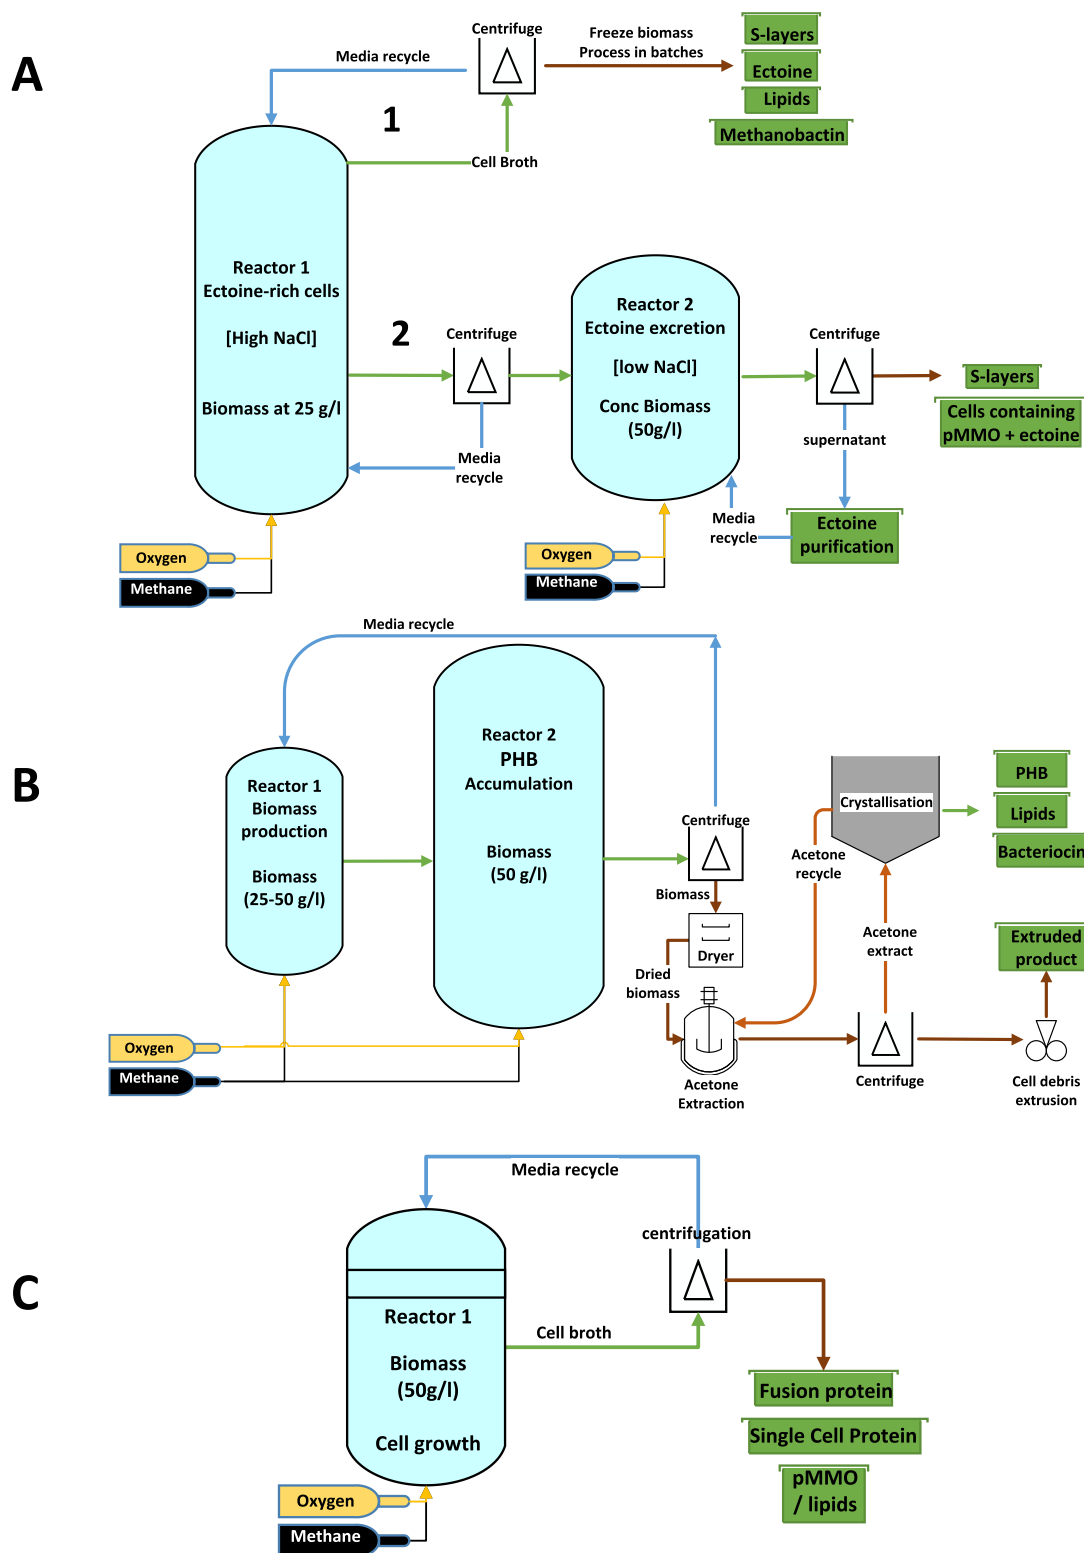 A
Centrifuge
Media recycle
Freeze biomass
Process in batches
S-layers
Ectoine
Lipids
Methanobactin
1
Cell Broth
Reactor 1
Ectoine-rich cells
[High NaCl]
Biomass at 25 g/l
2
Centrifuge
Media
recycle
Reactor 2
Ectoine excretion
[low NaCl]
Conc Biomass
(50g/l)
Centrifuge
supernatant
S-layers
Cells containing
pMMO + ectoine
Media
recycle
Ectoine
purification
Oxygen
Methane
Oxygen
Methane
B
Media recycle
Reactor 1
Biomass
production
Biomass
(25-50 g/l)
Reactor 2
PHB
Accumulation
Biomass
(50 g/l)
Centrifuge
Biomass
Dryer
Dried
biomass
Acetone
Extraction
Acetone
recycle
Crystallisation
Acetone
extract
Centrifuge
PHB
Lipids
Bacteriocin
Extruded
product
Cell debris
extrusion
Oxygen
Methane
C
Media recycle
centrifugation
Reactor 1
Biomass
(50g/l)
Cell growth
Cell broth
Fusion protein
Single Cell Protein
pMMO
/ lipids
Oxygen
Methane